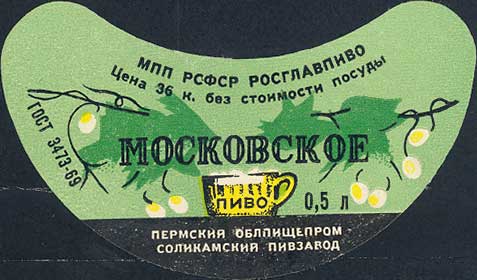 МПП РСФСР РОСГЛАВПИВО
Цена 36 к. без стоимости посуды
ГОСТ 3473-69
МОСКОВСКОЕ
ПИВО
0,5 л
ПЕРМСКИЙ ОБЛПИЩЕПРОМ
СОЛИКАМСКИЙ ПИВЗАВОД